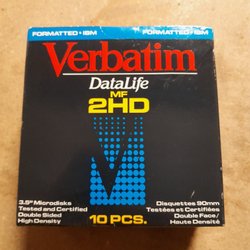 FORMATTED • IBM FORMATTED • IBM
Verbatim
DataLife
MF
2HD
3.5" Microdisks
Tested and Certified
Double Sided
High Density
Disquettes 90mm
Testées et Certifiées
Double Face/
Haute Densité
10 PCS.